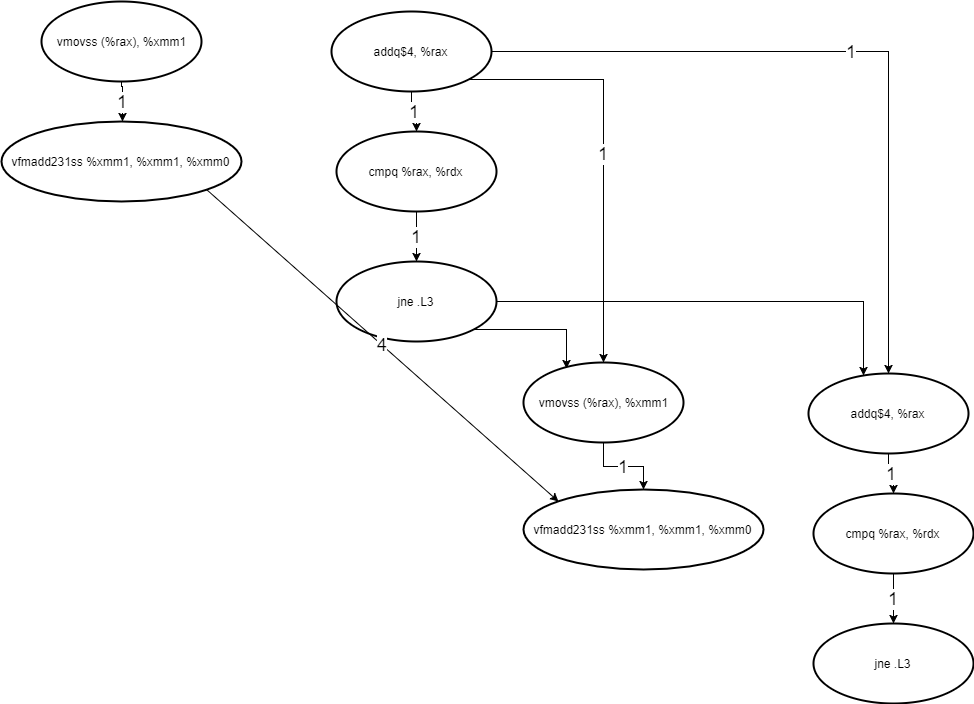 vmovss (%rax), %xmm1
addq$4, %rax
1
1
1
vfmadd231ss %xmm1, %xmm1, %xmm0
1
cmpq %rax, %rdx
1
jne .L3
4
vmovss (%rax), %xmm1
addq$4, %rax
1
1
vfmadd231ss %xmm1, %xmm1, %xmm0
cmpq %rax, %rdx
1
jne .L3